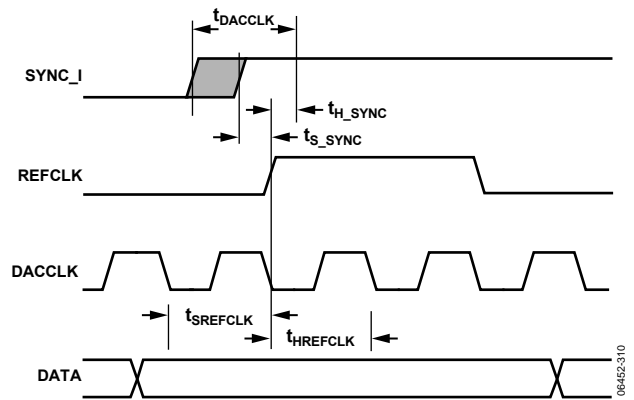 tDACCLK
SYNC_I
tH_SYNC
tS_SYNC
REFCLK
DACCLK
tSREFCLK
tHREFCLK
DATA
06452-310